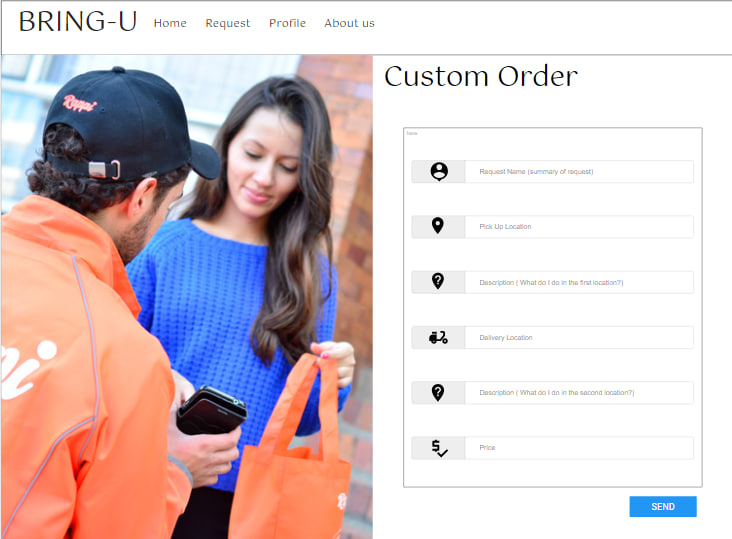 BRING-U Home Request Profile About us
Custom Order
Rappi
Request Name (summary of request)
Pick Up Location
Description ( What do I do in the first location?)
Delivery Location
Description ( What do I do in the second location?)
Price
SEND